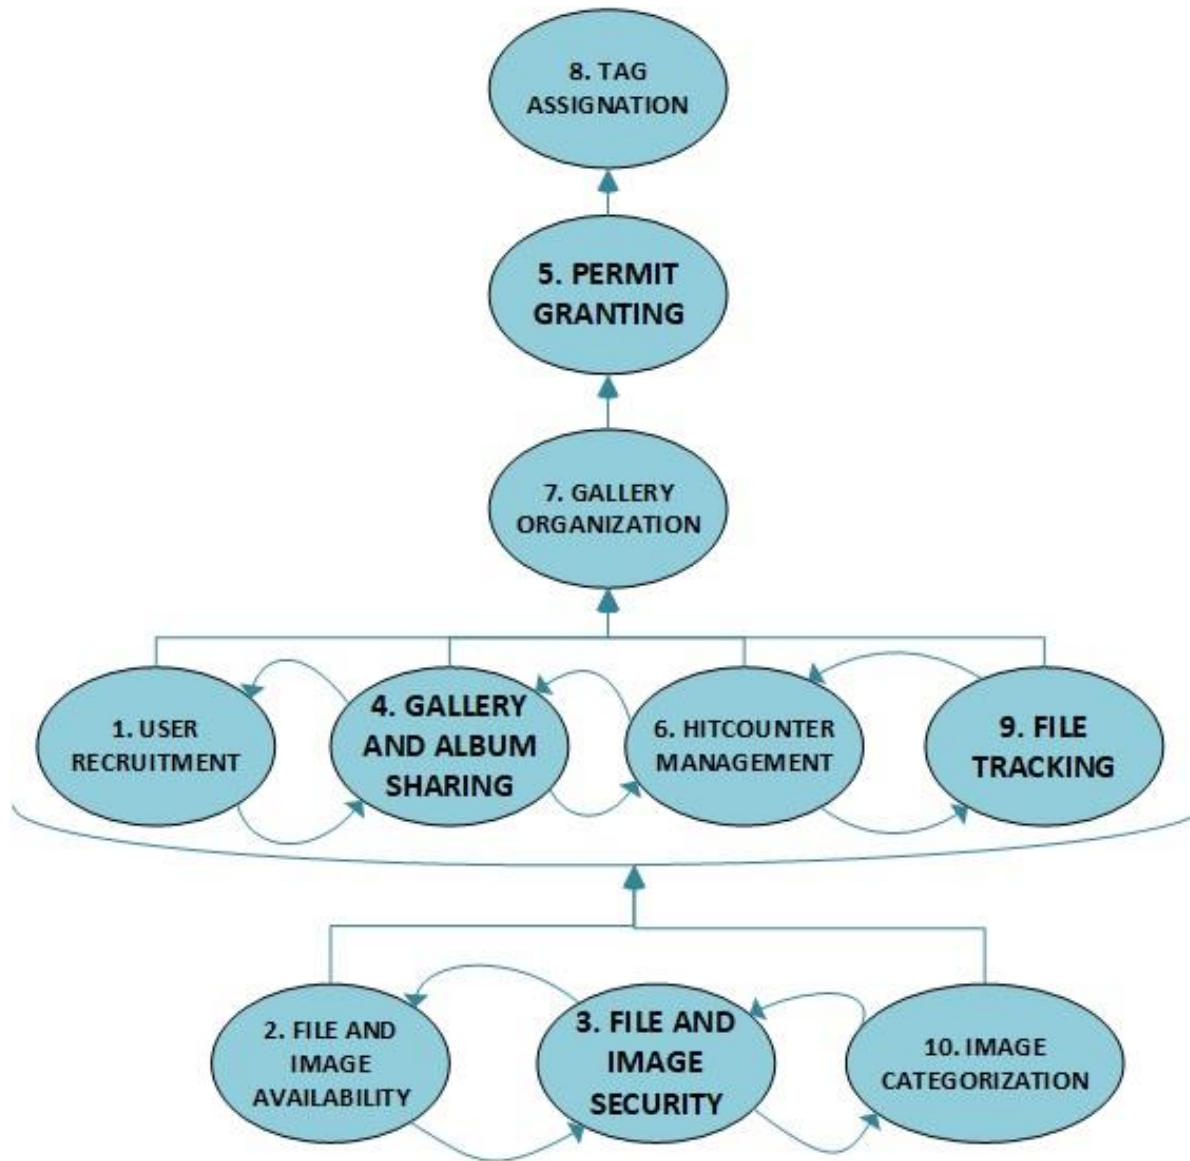 8. TAG
ASSIGNATION
5. PERMIT
GRANTING
7. GALLERY
ORGANIZATION
1. USER
RECRUITMENT
4. GALLERY
AND ALBUM
SHARING
6. HITCOUNTER
MANAGEMENT
9. FILE
TRACKING
2. FILE AND
IMAGE
AVAILABILITY
3. FILE AND
IMAGE
SECURITY
10. IMAGE
CATEGORIZATION